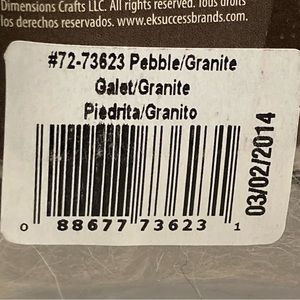 Dimensions Crafts LLC. All rights reserved. Tous droits
los derechos reservados. www.eksuccessbrands.com
#72-73623 Pebble/Granite
Galet/Granite
Piedrita/Granito
0 88677 73623 1
03/02/2014